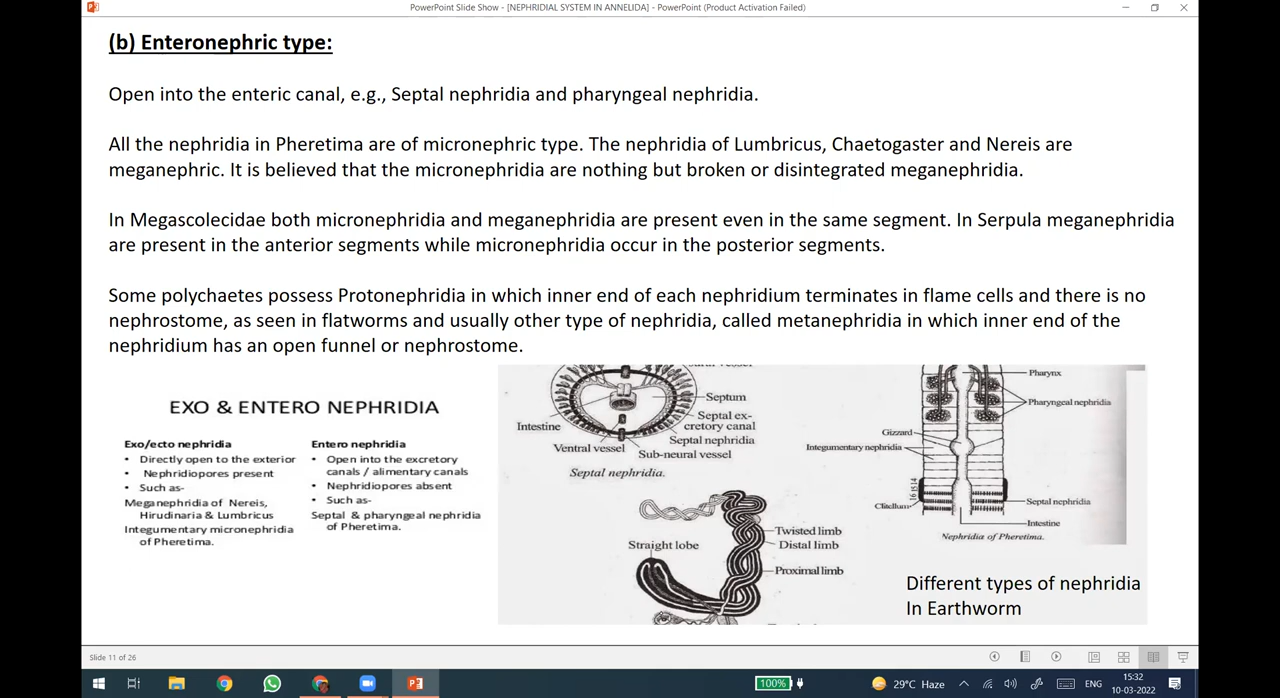 PowerPoint Slide Show - [NEPHRIDIAL SYSTEM IN ANNELIDA] - PowerPoint (Product Activation Failed)
(b) Enteronephric type:
Open into the enteric canal, e.g., Septal nephridia and pharyngeal nephridia.
All the nephridia in Pheretima are of micronephric type. The nephridia of Lumbricus, Chaetogaster and Nereis are
meganephric. It is believed that the micronephridia are nothing but broken or disintegrated meganephridia.
In Megascolecidae both micronephridia and meganephridia are present even in the same segment. In Serpula meganephridia
are present in the anterior segments while micronephridia occur in the posterior segments.
Some polychaetes possess Protonephridia in which inner end of each nephridium terminates in flame cells and there is no
nephrostome, as seen in flatworms and usually other type of nephridia, called metanephridia in which inner end of the
nephridium has an open funnel or nephrostome.
EXO & ENTERO NEPHRIDIA
Exo/ecto nephridia
• Directly open to the exterior
• Nephridiopores present
• Such as-
Meganephridia of Nereis,
Hirudinaria & Lumbricus
Integumentary micronephridia
of Pheretima.
Entero nephridia
• Open into the excretory
canals / alimentary canals
• Nephridiopores absent
• Such as-
Septal & pharyngeal nephridia
of Pheretima.
Septum
Septal ex-
cretory canal
Septal nephridia
Sub-neural vessel
Intestine
Ventral vessel
Septal nephridia.
Straight lobe
Twisted limb
Distal limb
Proximal limb
Pharynx
Pharyngeal nephridia
Gizzard
Integumentary nephridia
16 15 14
Clitellum
Septal nephridia
Intestine
Nephridia of Pheretima.
Different types of nephridia
In Earthworm
Slide 11 of 26
100%
29°C Haze
ENG
15:32
10-03-2022